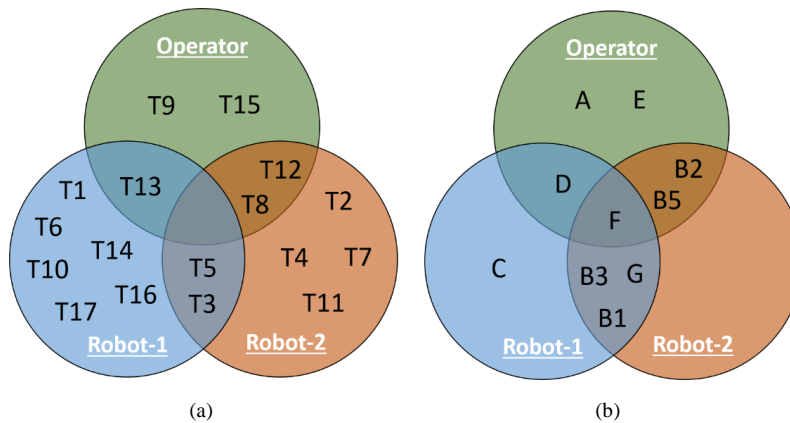 Operator
T9 T15
T13
T12
T8
T1
T6
T14
T10
T16
T17
T5
T3
T2
T4
T7
T11
Robot-1
Robot-2
(a)
Operator
A E
D
B2
B5
F
C
B3 G
B1
Robot-1
Robot-2
(b)